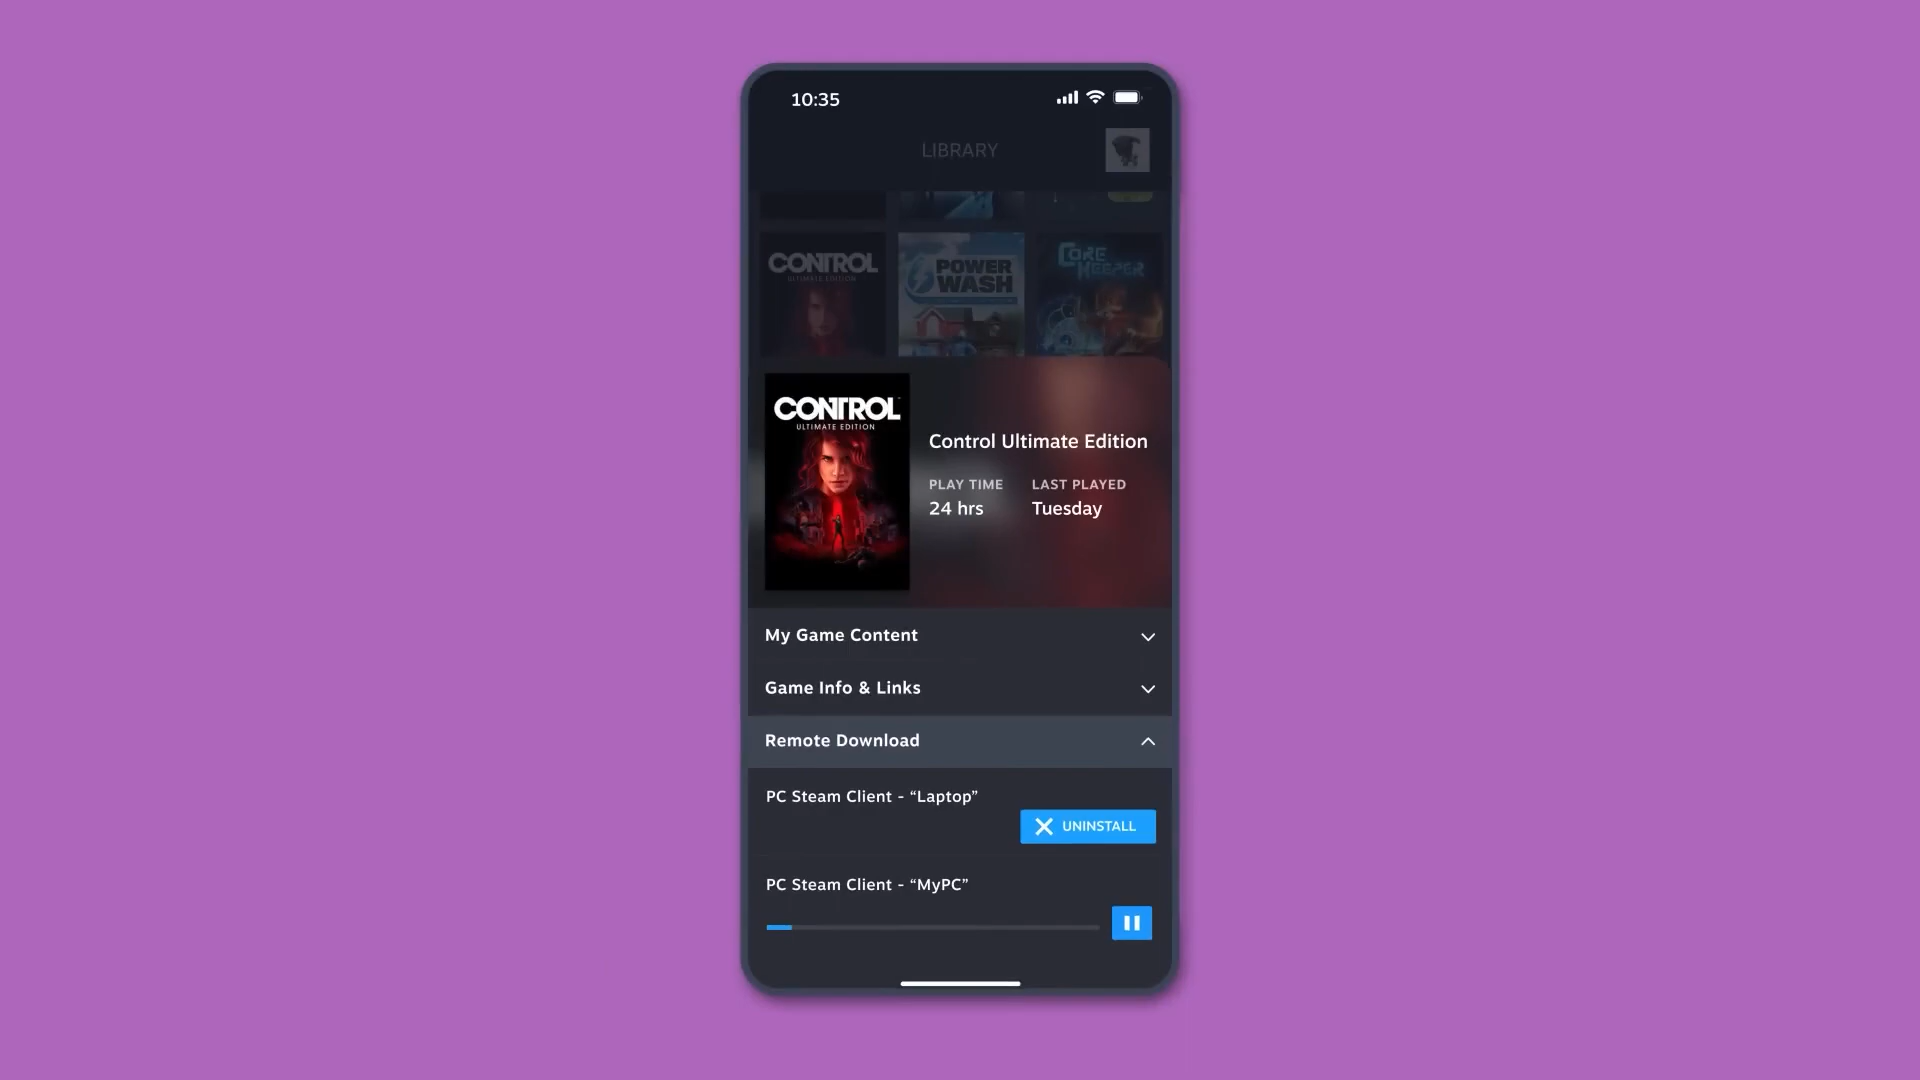 10:35
LIBRARY
CONTROL
ULTIMATE EDITION
POWER
WASH
CORE
KEEPER
CONTROL
ULTIMATE EDITION
Control Ultimate Edition
PLAY TIME LAST PLAYED
24 hrs Tuesday
My Game Content
Game Info & Links
Remote Download
PC Steam Client - “Laptop”
UNINSTALL
PC Steam Client - “MyPC”